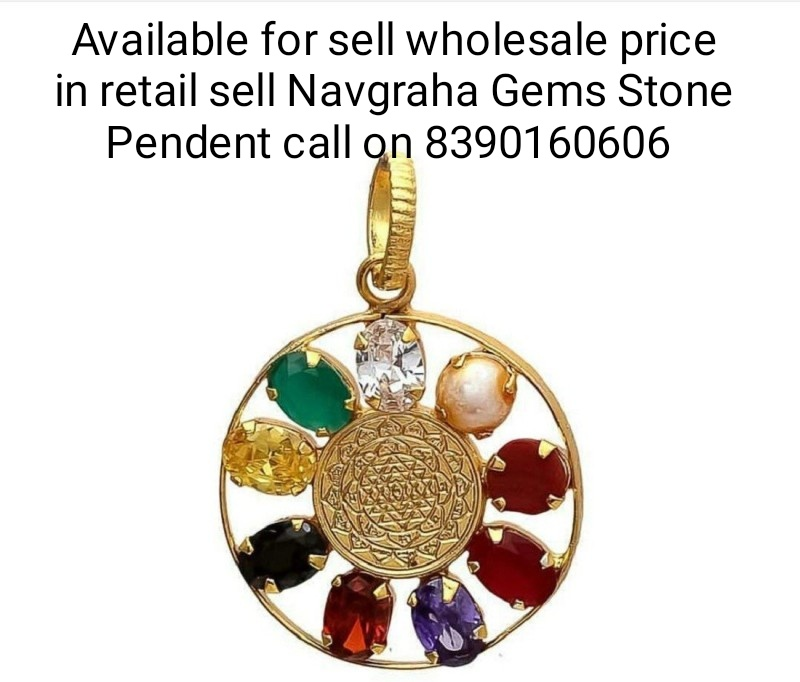 Available for sell wholesale price
in retail sell Navgraha Gems Stone
Pendent call on 8390160606